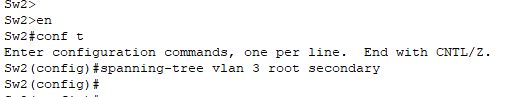 Sw2>
Sw2>en
Sw2#conf t
Enter configuration commands, one per line.  End with CNTL/Z.
Sw2(config)#spanning-tree vlan 3 root secondary
Sw2(config)#